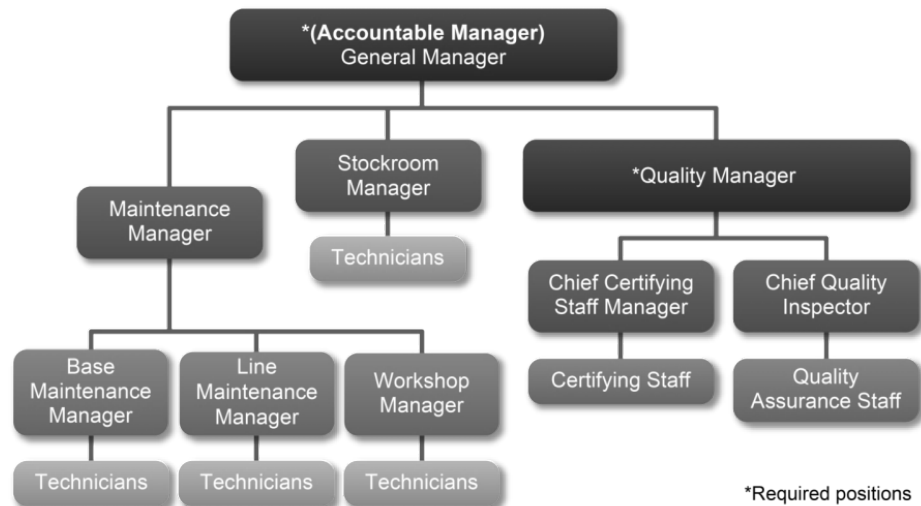 *(Accountable Manager)
General Manager
Stockroom
Manager
*Quality Manager
Maintenance
Manager
Technicians
Chief Certifying
Staff Manager
Chief Quality
Inspector
Base
Maintenance
Manager
Line
Maintenance
Manager
Workshop
Manager
Certifying Staff
Quality
Assurance Staff
Technicians
Technicians
Technicians
*Required positions